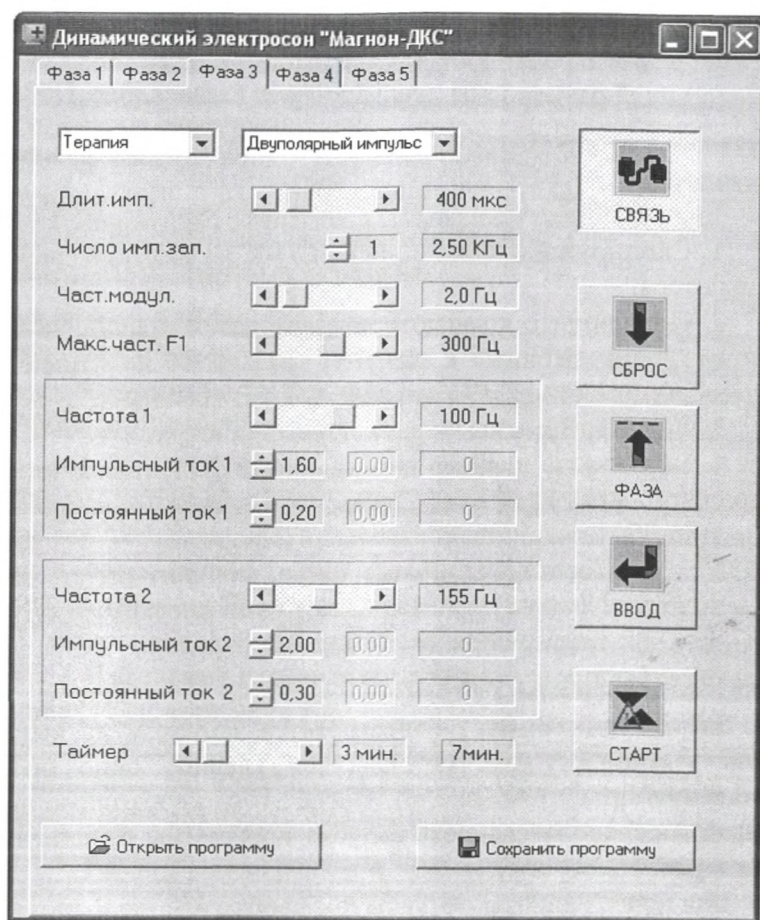 Динамический электросон "Магнон-ДКС"
Фаза 1 Фаза 2 Фаза 3 Фаза 4 Фаза 5
Терапия Двуполярный импульс
Длит.имп. 400 мкс
СВЯЗЬ
Число имп.зап. 1 2,50 КГц
Част.модул. 2,0 Гц
Макс.част. F1 300 Гц
СБРОС
Частота 1 100 Гц
Импульсный ток 1 1,60 0,00 0
ФАЗА
Постоянный ток 1 0,20 0,00 0
Частота 2 155 Гц
ВВОД
Импульсный ток 2 2,00 0,00 0
Постоянный ток 2 0,30 0,00 0
Таймер 3 мин. 7мин.
СТАРТ
Открыть программу Сохранить программу